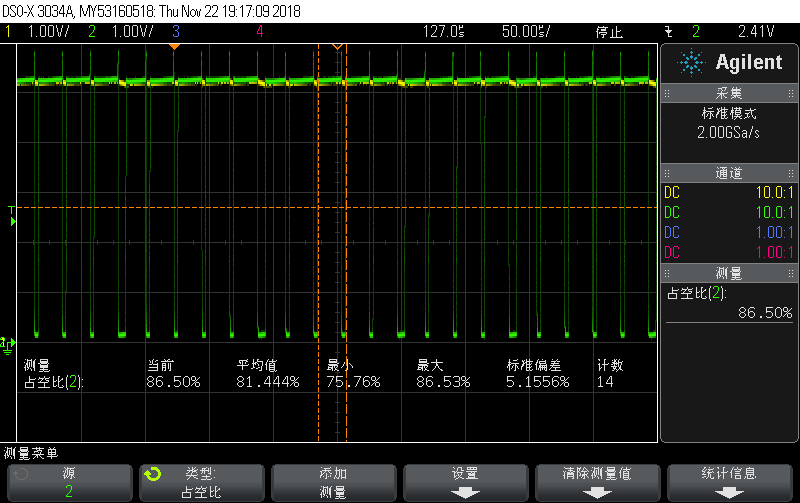 DSO-X 3034A, MY53160518: Thu Nov 22 19:17:09 2018
1 1.00V/ 2 1.00V/ 3 4 127.0s 50.00s/ 停止 2 2.41V
Agilent
采集
标准模式
2.00GSa/s
通道
DC 10.0:1
DC 10.0:1
DC 1.00:1
DC 1.00:1
测量
占空比(2):
86.50%
T
2
测量 当前 平均值 最小 最大 标准偏差 计数
占空比(2): 86.50% 81.444% 75.76% 86.53% 5.1556% 14
测量菜单
源 类型: 添加 设置 清除测量值 统计信息
2 占空比 测量